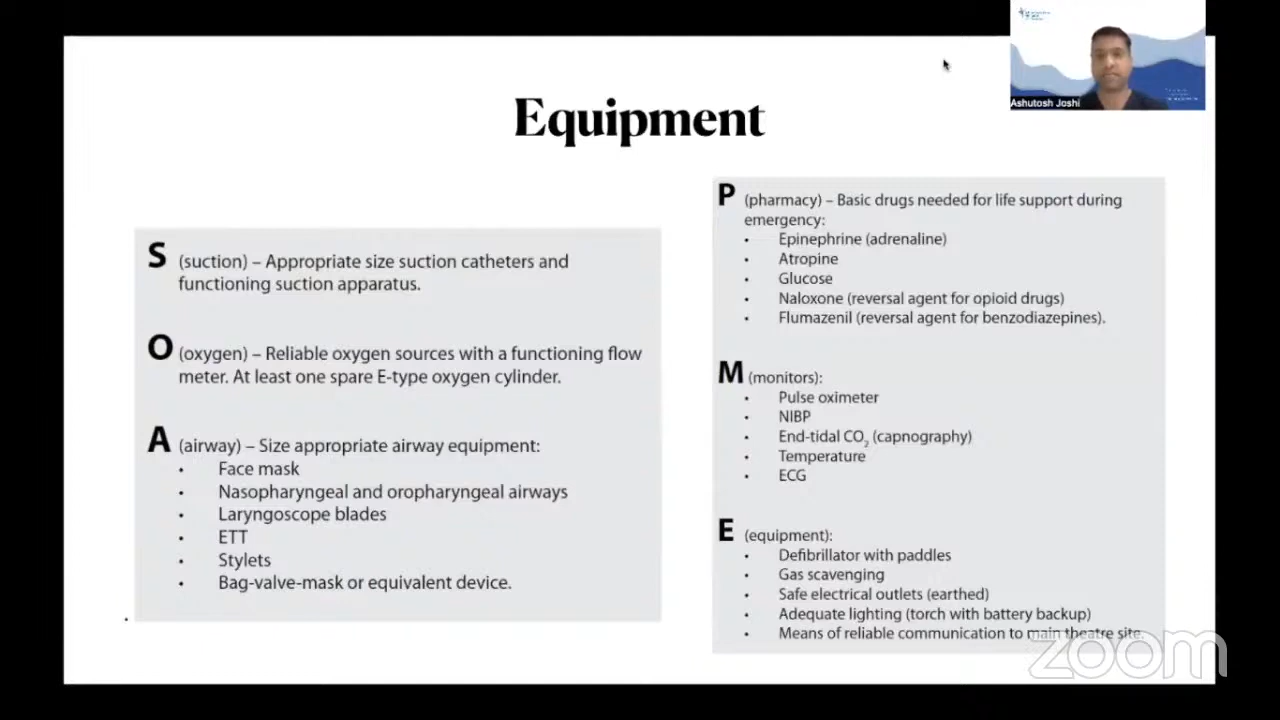 Equipment
Ashutosh Joshi
S (suction) – Appropriate size suction catheters and
functioning suction apparatus.
O (oxygen) – Reliable oxygen sources with a functioning flow
meter. At least one spare E-type oxygen cylinder.
A (airway) – Size appropriate airway equipment:
• Face mask
• Nasopharyngeal and oropharyngeal airways
• Laryngoscope blades
• ETT
• Stylets
• Bag-valve-mask or equivalent device.
P (pharmacy) – Basic drugs needed for life support during
emergency:
• Epinephrine (adrenaline)
• Atropine
• Glucose
• Naloxone (reversal agent for opioid drugs)
• Flumazenil (reversal agent for benzodiazepines).
M (monitors):
• Pulse oximeter
• NIBP
• End-tidal CO₂ (capnography)
• Temperature
• ECG
E (equipment):
• Defibrillator with paddles
• Gas scavenging
• Safe electrical outlets (earthed)
• Adequate lighting (torch with battery backup)
• Means of reliable communication to main theatre site.
zoom